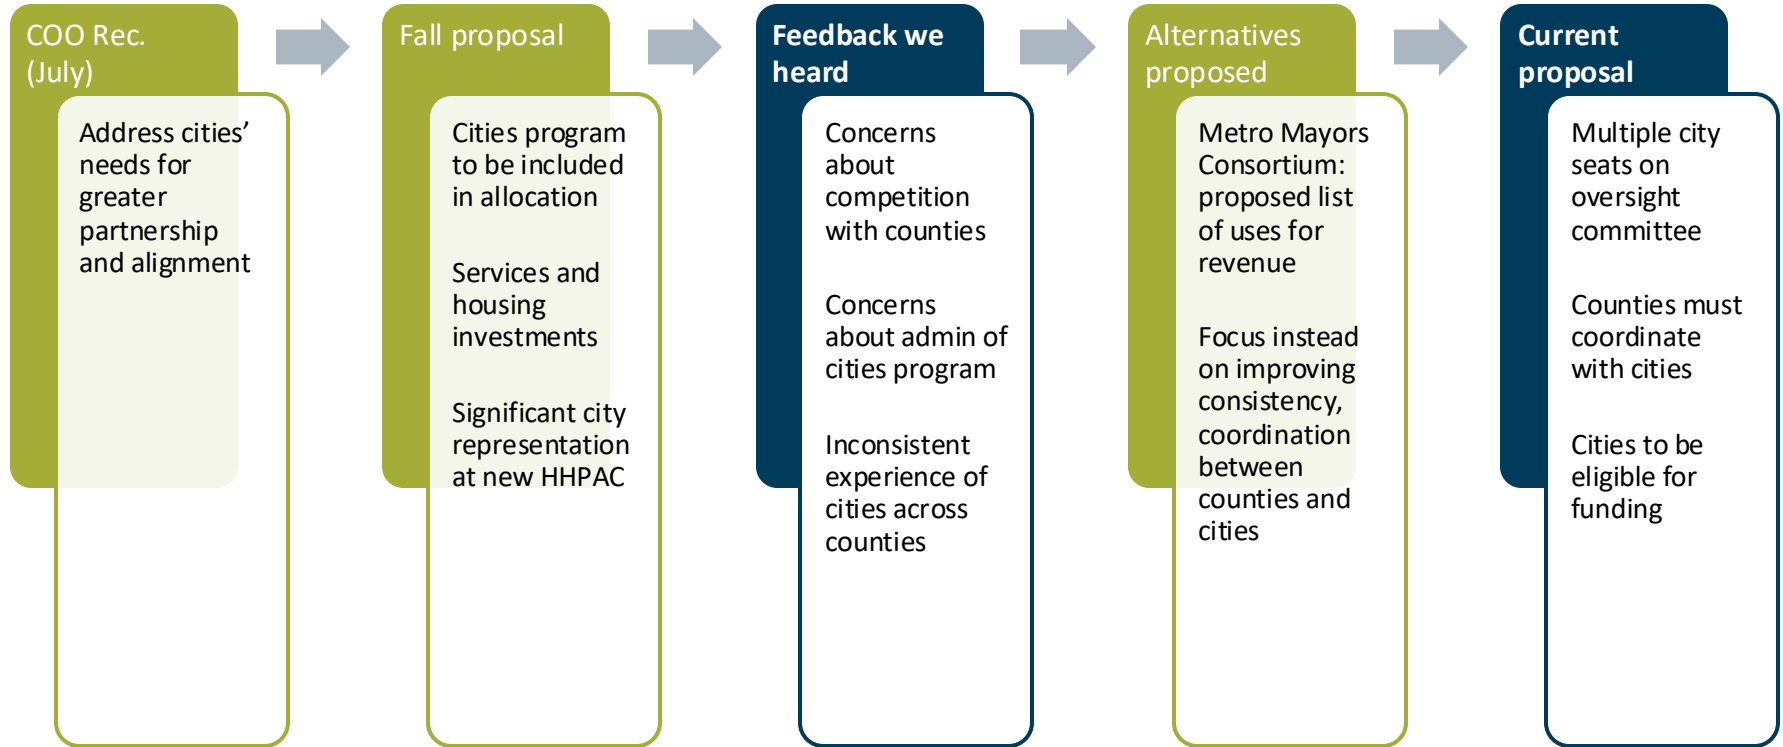 COO Rec.
(July)
Address cities’
needs for
greater
partnership
and alignment
Fall proposal
Cities program
to be included
in allocation
Services and
housing
investments
Significant city
representation
at new HHPAC
Feedback we
heard
Concerns
about
competition
with counties
Concerns
about admin of
cities program
Inconsistent
experience of
cities across
counties
Alternatives
proposed
Metro Mayors
Consortium:
proposed list
of uses for
revenue
Focus instead
on improving
consistency,
coordination
between
counties and
cities
Current
proposal
Multiple city
seats on
oversight
committee
Counties must
coordinate
with cities
Cities to be
eligible for
funding